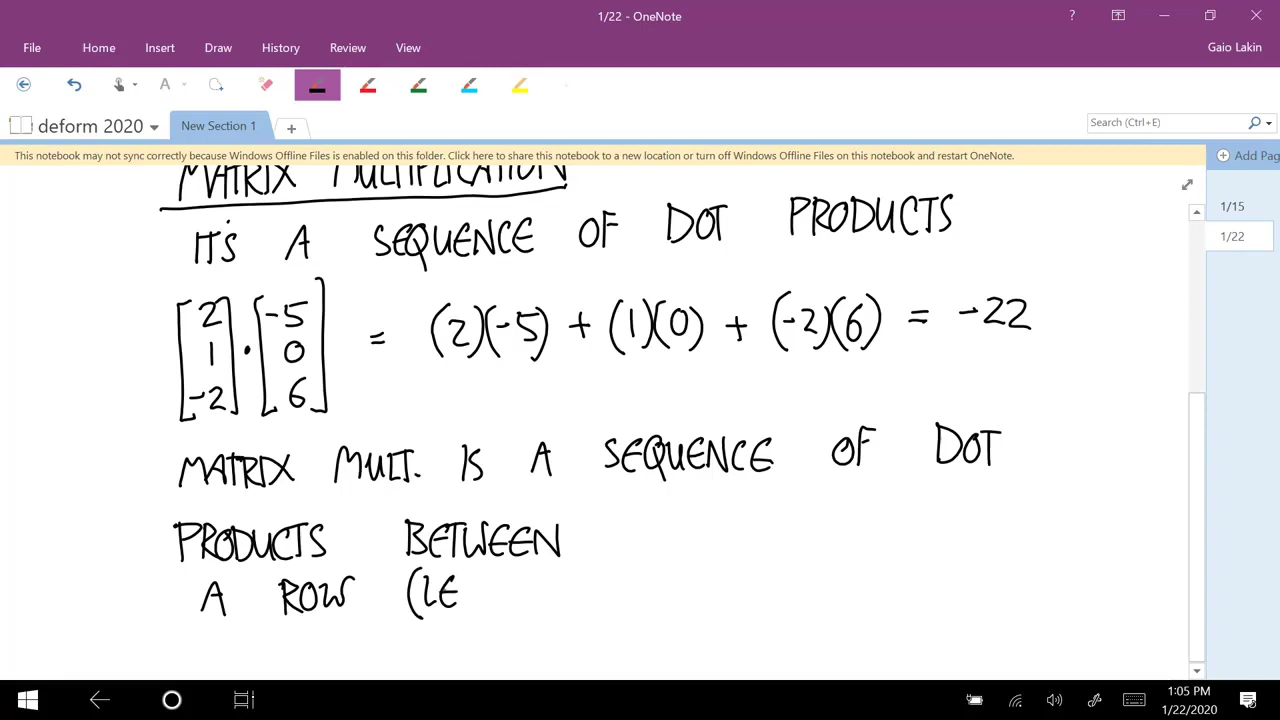 1/22 - OneNote
?
File Home Insert Draw History Review View Gaio Lakin
A
deform 2020 New Section 1 + Search (Ctrl+E)
This notebook may not sync correctly because Windows Offline Files is enabled on this folder. Click here to share this notebook to a new location or turn off Windows Offline Files on this notebook and restart OneNote.
Add Pag
1/15
1/22
MATRIX MULTIPLICATION
IT'S A SEQUENCE OF DOT PRODUCTS
[2 1 -2] · [-5 0 6] = (2)(-5) + (1)(0) + (-2)(6) = -22
MATRIX MULT. IS A SEQUENCE OF DOT
PRODUCTS BETWEEN
A ROW (LE
1:05 PM
1/22/2020